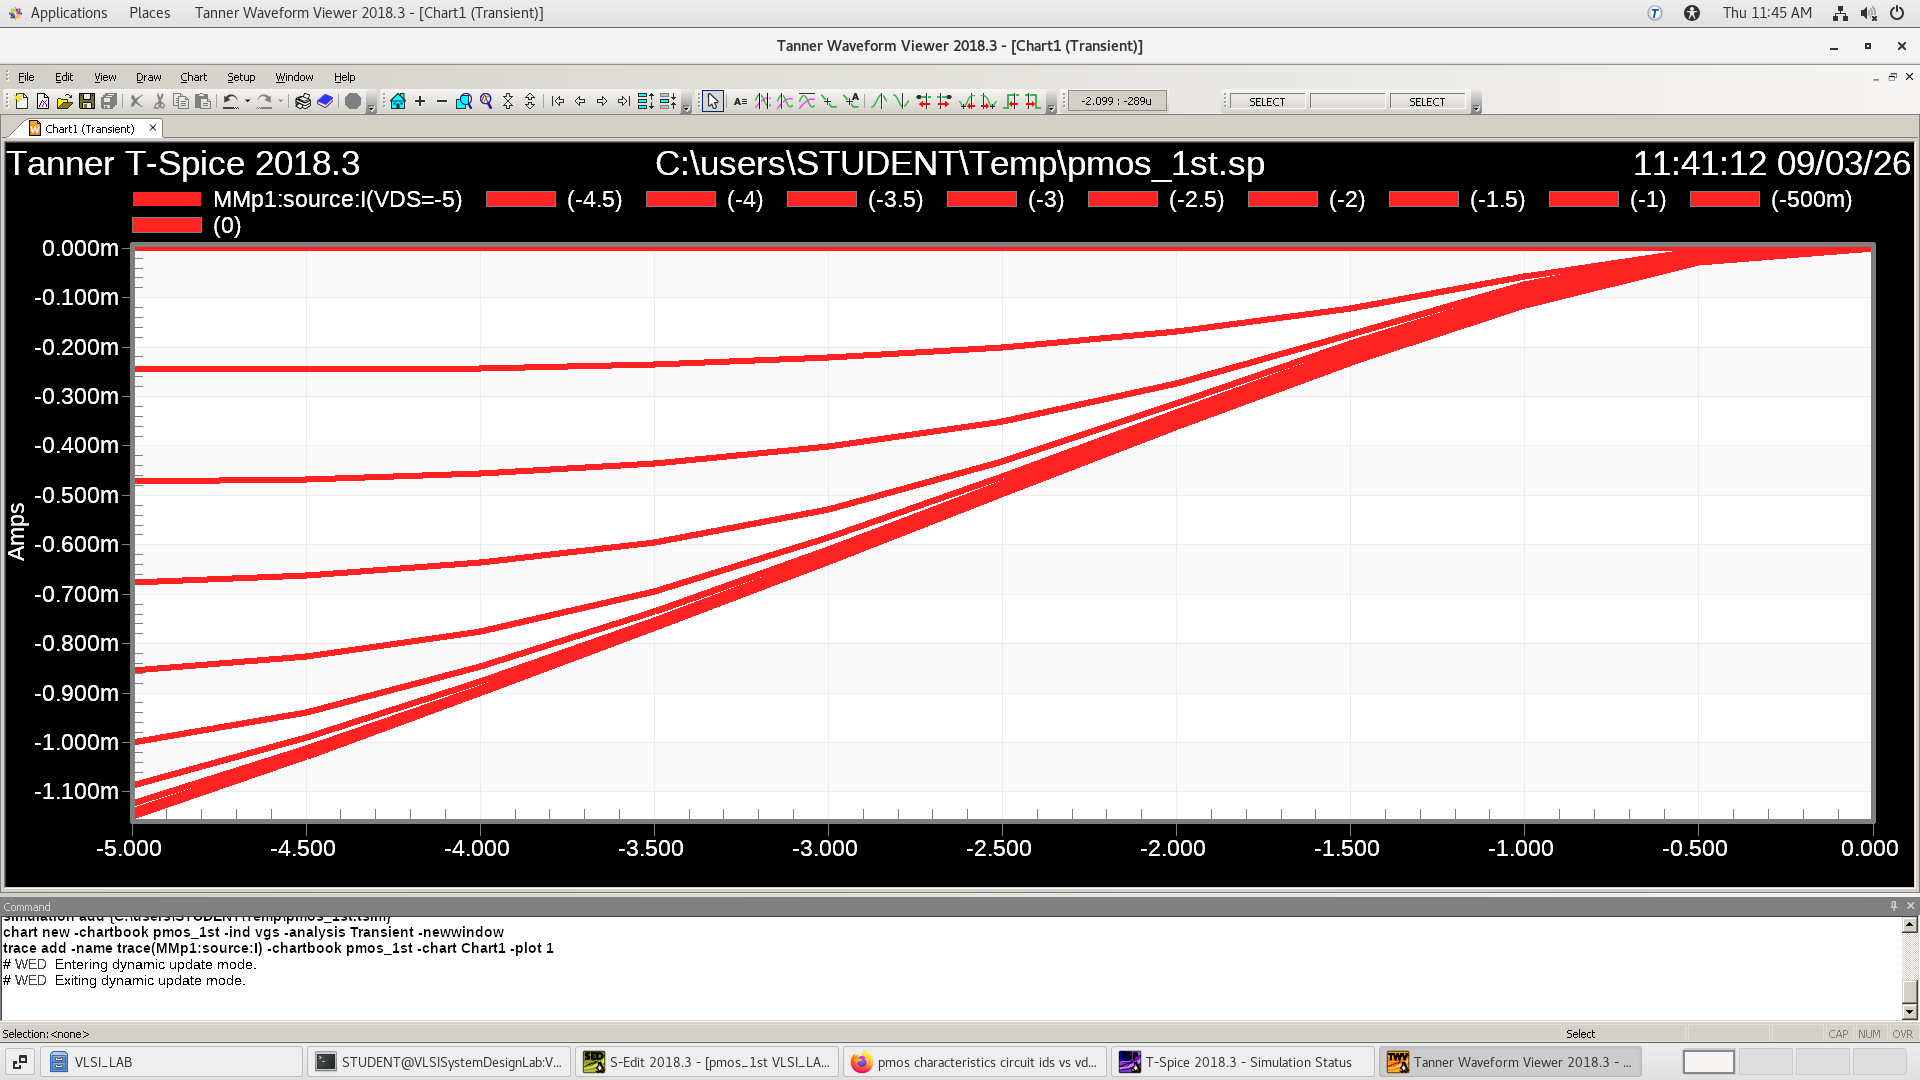 Applications Places Tanner Waveform Viewer 2018.3 - [Chart1 (Transient)] Thu 11:45 AM
Tanner Waveform Viewer 2018.3 - [Chart1 (Transient)]
File Edit View Draw Chart Setup Window Help
-2.099 : -289u SELECT SELECT
Chart1 (Transient)
Tanner T-Spice 2018.3 C:\users\STUDENT\Temp\pmos_1st.sp 11:41:12 09/03/26
MMp1:source:I(VDS=-5) (-4.5) (-4) (-3.5) (-3) (-2.5) (-2) (-1.5) (-1) (-500m)
(0)
0.000m
-0.100m
-0.200m
-0.300m
-0.400m
-0.500m
-0.600m
-0.700m
-0.800m
-0.900m
-1.000m
-1.100m
Amps
-5.000 -4.500 -4.000 -3.500 -3.000 -2.500 -2.000 -1.500 -1.000 -0.500 0.000
Command
simulation add {C:\users\STUDENT\Temp\pmos_1st.tsim}
chart new -chartbook pmos_1st -ind vgs -analysis Transient -newwindow
trace add -name trace(MMp1:source:I) -chartbook pmos_1st -chart Chart1 -plot 1
# WED Entering dynamic update mode.
# WED Exiting dynamic update mode.
Selection: <none> Select CAP NUM OVR
VLSI_LAB STUDENT@VLSISystemDesignLab:V... S-Edit 2018.3 - [pmos_1st VLSI_LA... pmos characteristics circuit ids vs vd... T-Spice 2018.3 - Simulation Status Tanner Waveform Viewer 2018.3 - ...